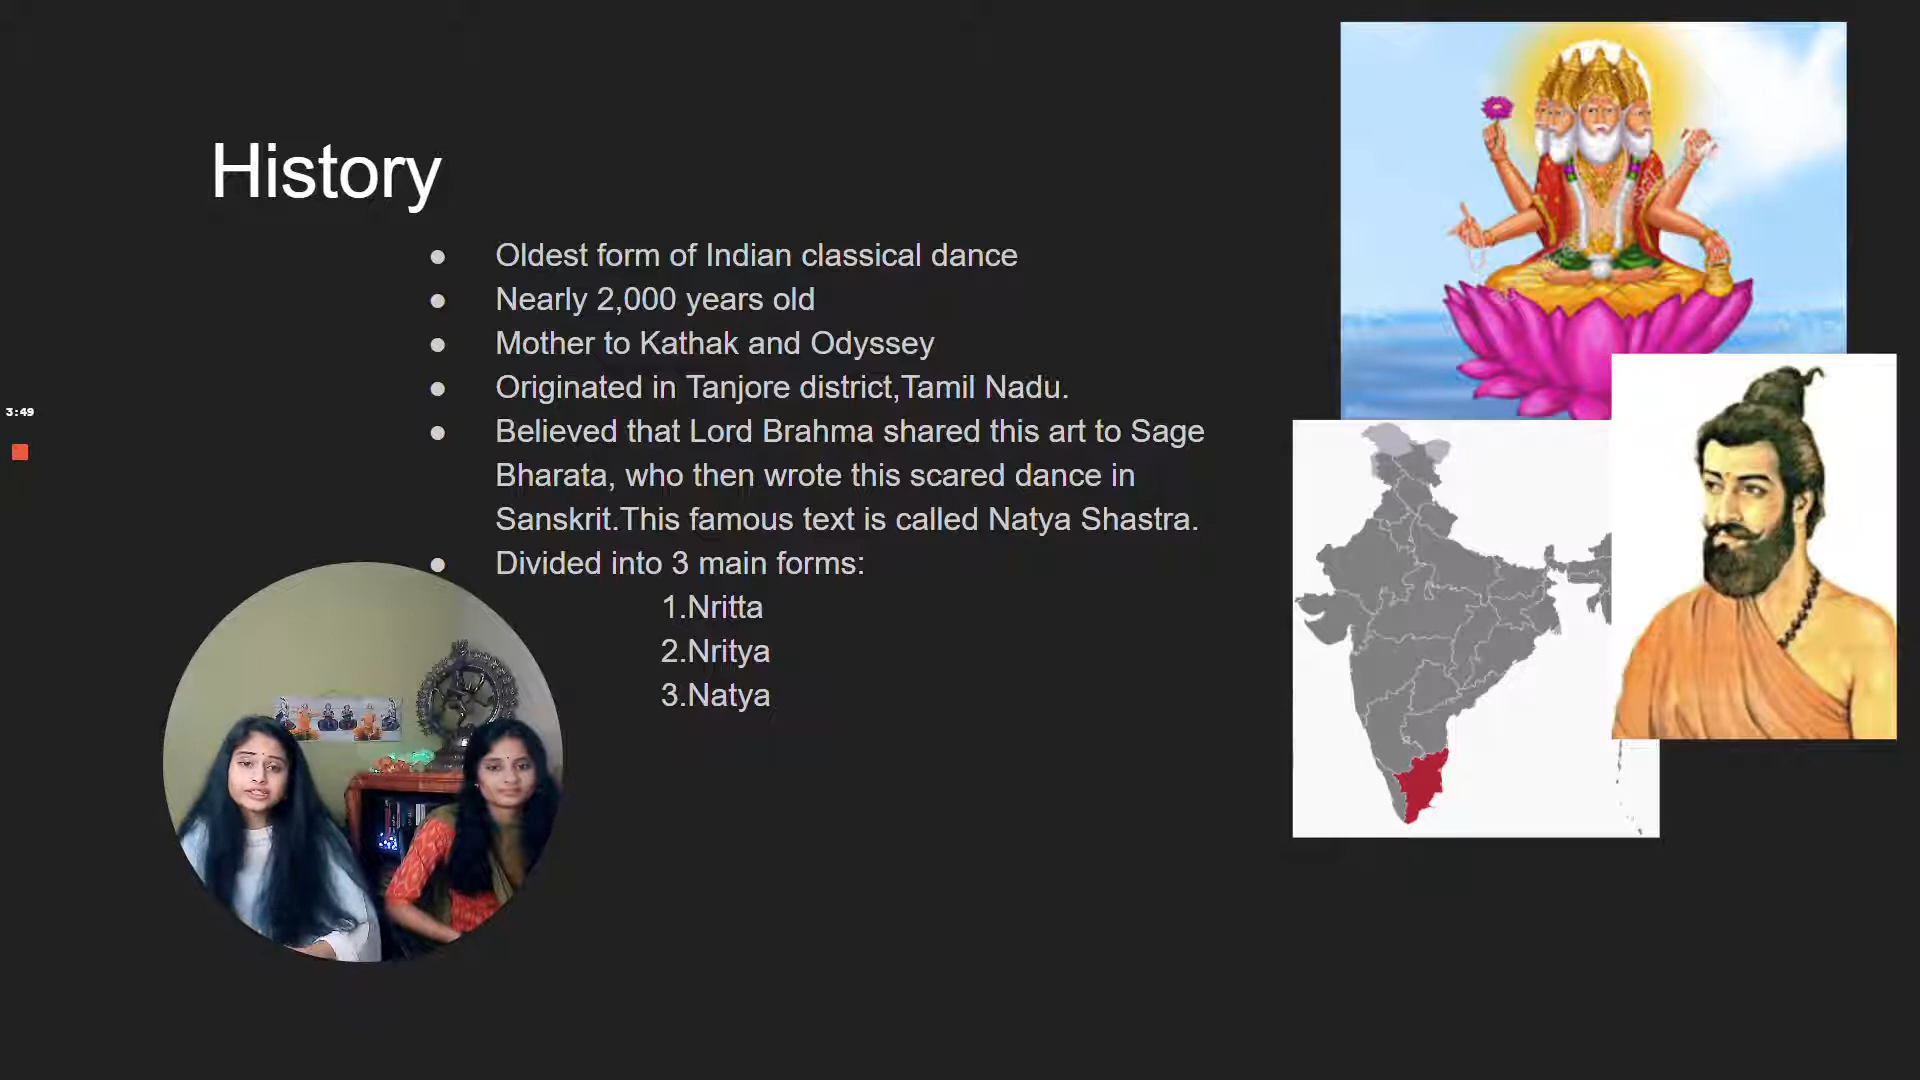 History
● Oldest form of Indian classical dance
● Nearly 2,000 years old
● Mother to Kathak and Odyssey
● Originated in Tanjore district,Tamil Nadu.
● Believed that Lord Brahma shared this art to Sage
Bharata, who then wrote this scared dance in
Sanskrit.This famous text is called Natya Shastra.
● Divided into 3 main forms:
1.Nritta
2.Nritya
3.Natya
3:49